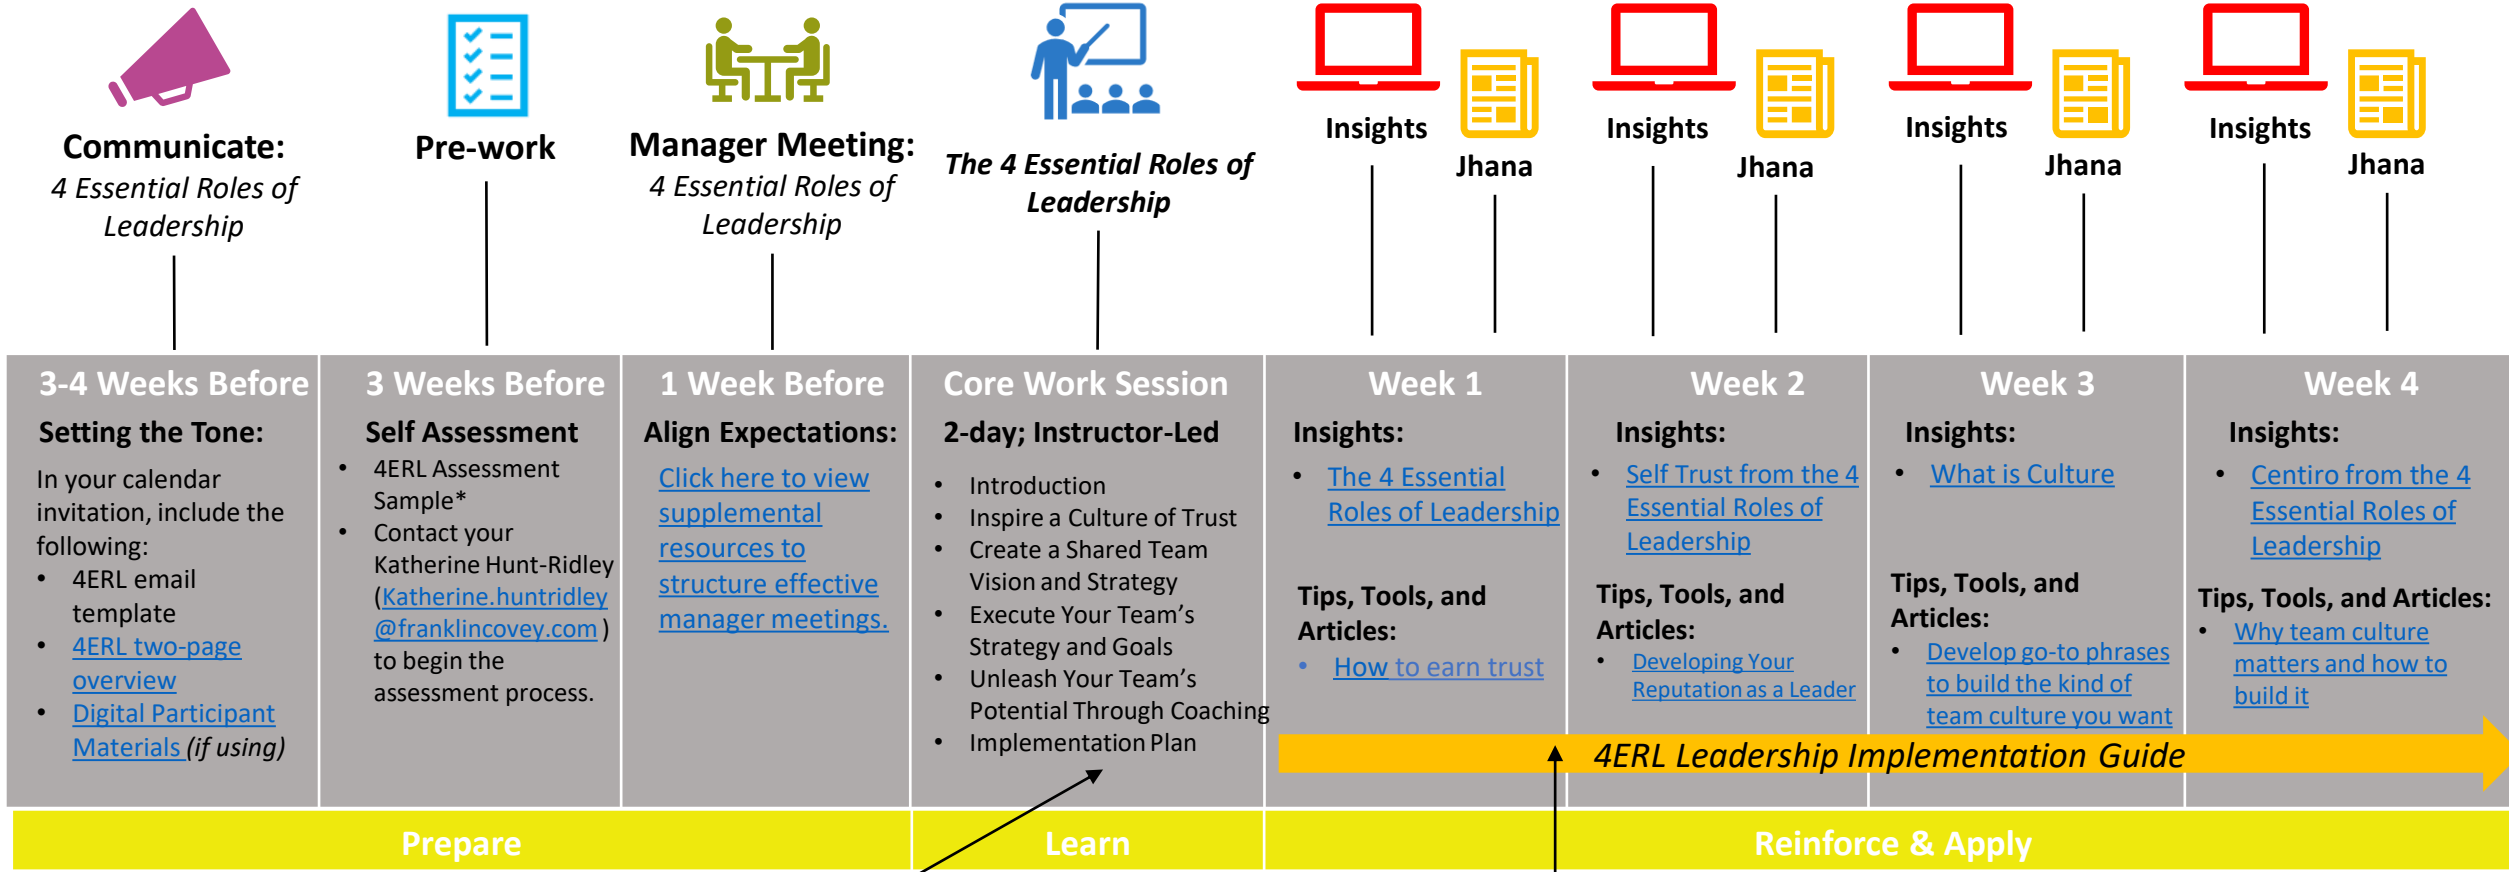 Communicate:
4 Essential Roles of
Leadership
Pre-work
Manager Meeting:
4 Essential Roles of
Leadership
The 4 Essential Roles of
Leadership
Insights
Jhana
Insights
Jhana
Insights
Jhana
Insights
Jhana
3-4 Weeks Before
Setting the Tone:
In your calendar
invitation, include the
following:
• 4ERL email
template
• 4ERL two-page
overview
• Digital Participant
Materials (if using)
3 Weeks Before
Self Assessment
• 4ERL Assessment
Sample*
• Contact your
Katherine Hunt-Ridley
(Katherine.huntridley
@franklincovey.com )
to begin the
assessment process.
1 Week Before
Align Expectations:
Click here to view
supplemental
resources to
structure effective
manager meetings.
Core Work Session
2-day; Instructor-Led
• Introduction
• Inspire a Culture of Trust
• Create a Shared Team
Vision and Strategy
• Execute Your Team’s
Strategy and Goals
• Unleash Your Team’s
Potential Through Coaching
• Implementation Plan
Week 1
Insights:
• The 4 Essential
Roles of Leadership
Tips, Tools, and
Articles:
• How to earn trust
Week 2
Insights:
• Self Trust from the 4
Essential Roles of
Leadership
Tips, Tools, and
Articles:
• Developing Your
Reputation as a Leader
Week 3
Insights:
• What is Culture
Tips, Tools, and
Articles:
• Develop go-to phrases
to build the kind of
team culture you want
Week 4
Insights:
• Centiro from the 4
Essential Roles of
Leadership
Tips, Tools, and Articles:
• Why team culture
matters and how to
build it
4ERL Leadership Implementation Guide
Prepare
Learn
Reinforce & Apply